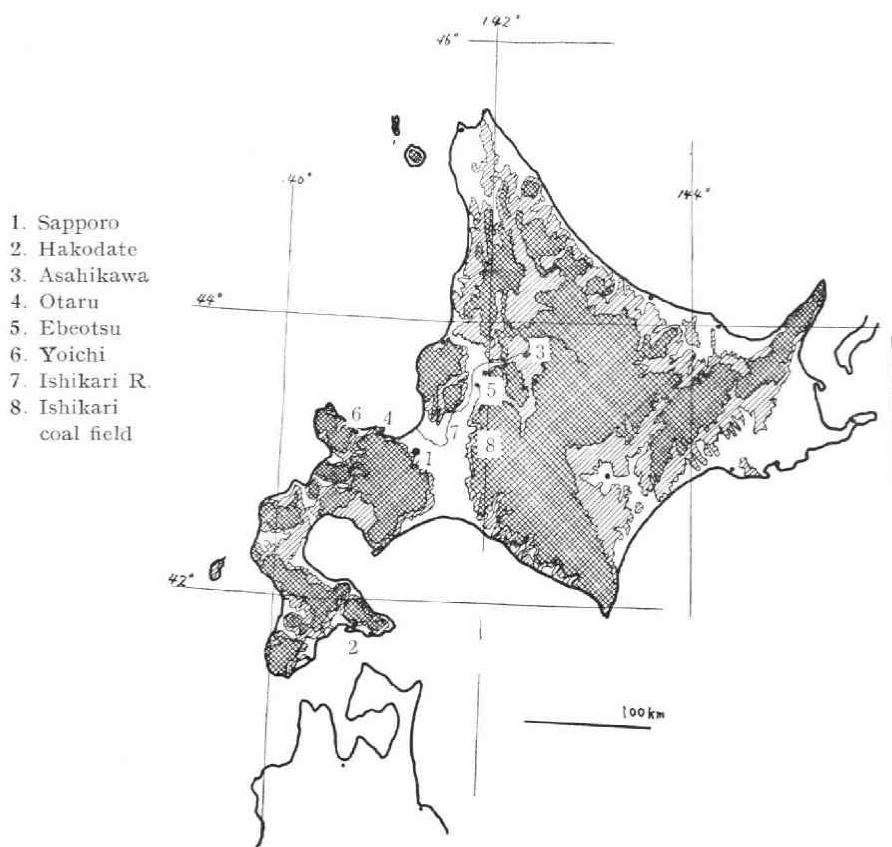 142°
46°
40°
144°
1. Sapporo
2. Hakodate
3. Asahikawa
4. Otaru
5. Ebeotsu
6. Yoichi
7. Ishikari R.
8. Ishikari
coal field
44°
3
5
6
4
7
8
1
42°
2
100km